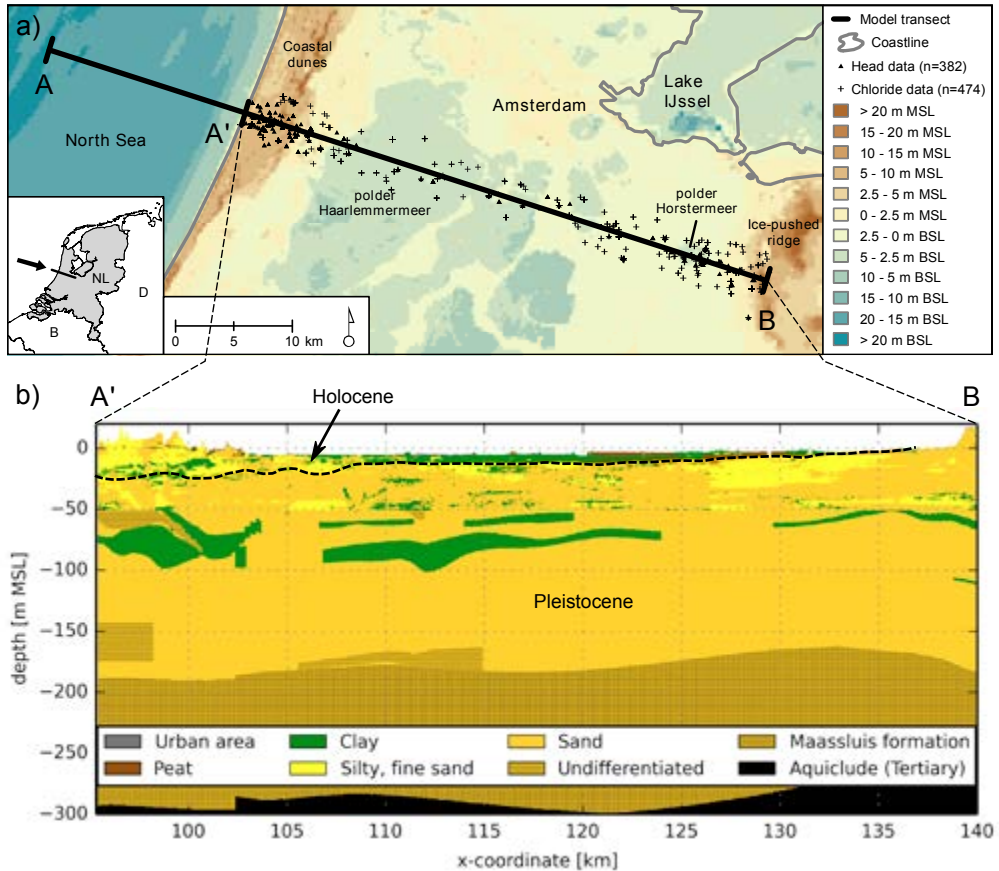 a)
Coastal
dunes
A
North Sea
A'
Amsterdam
Lake
IJssel
polder
Haarlemmermeer
polder
Horstermeer
Ice-pushed
ridge
B
NL
D
B
0 5 10 km
Model transect
Coastline
Head data (n=382)
Chloride data (n=474)
> 20 m MSL
15 - 20 m MSL
10 - 15 m MSL
5 - 10 m MSL
2.5 - 5 m MSL
0 - 2.5 m MSL
2.5 - 0 m BSL
5 - 2.5 m BSL
10 - 5 m BSL
15 - 10 m BSL
20 - 15 m BSL
> 20 m BSL
b)
A'
Holocene
B
0
−50
−100
−150
−200
−250
−300
depth [m MSL]
Pleistocene
Urban area Clay Sand Maassluis formation
Peat Silty, fine sand Undifferentiated Aquiclude (Tertiary)
100 105 110 115 120 125 130 135 140
x-coordinate [km]